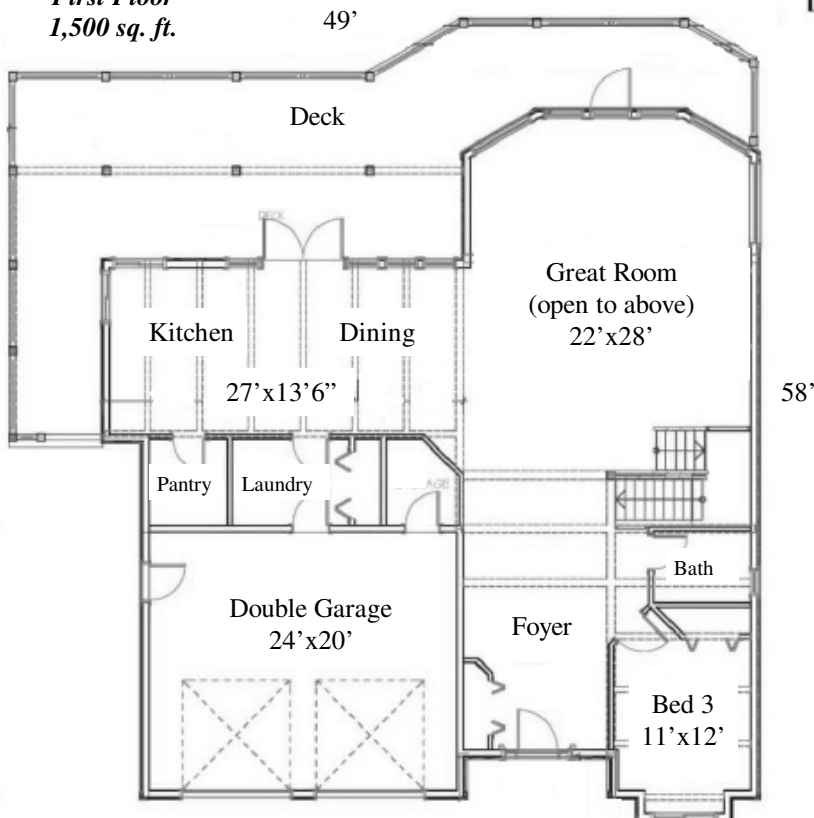 First Floor
1,500 sq. ft.
49’
Deck
DECK
Great Room
(open to above)
22’x28’
Kitchen
Dining
27’x13’6”
58’
Pantry
Laundry
AGE
Bath
Double Garage
24’x20’
Foyer
Bed 3
11’x12’